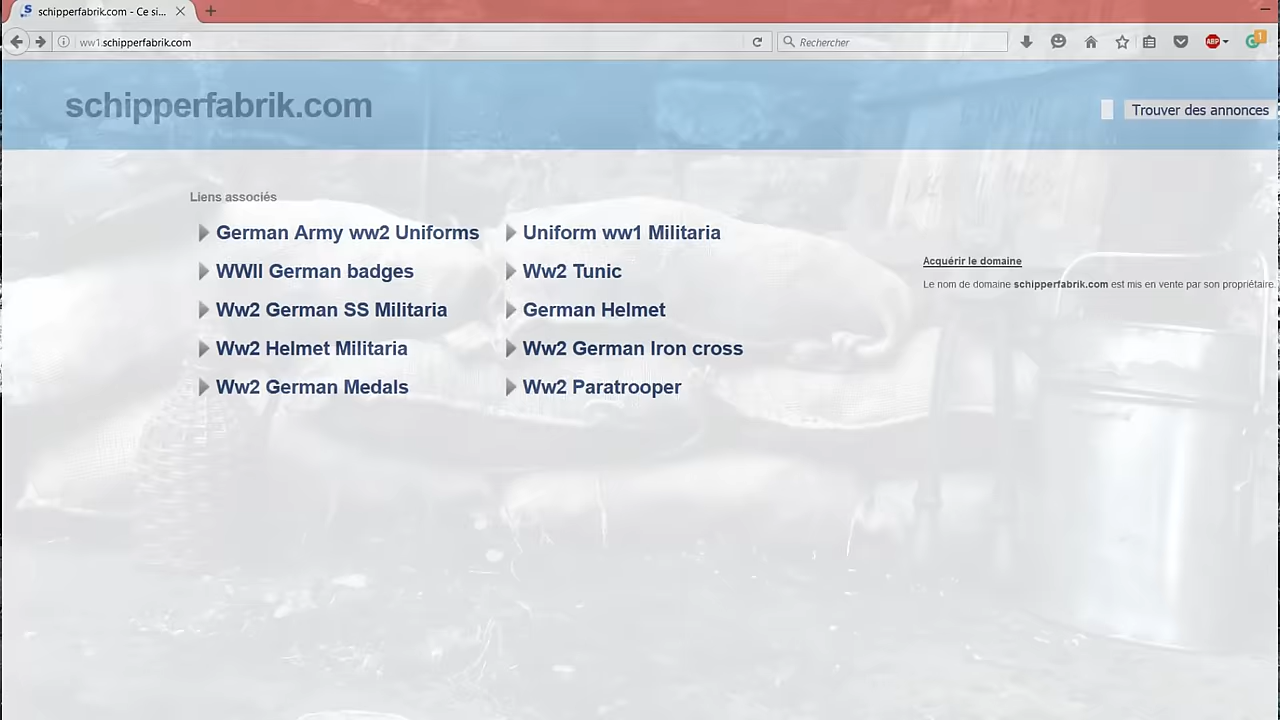 schipperfabrik.com - Ce si...
ww1.schipperfabrik.com
Rechercher
ABP
1
schipperfabrik.com
Trouver des annonces
Liens associés
German Army ww2 Uniforms
Uniform ww1 Militaria
WWII German badges
Ww2 Tunic
Ww2 German SS Militaria
German Helmet
Ww2 Helmet Militaria
Ww2 German Iron cross
Ww2 German Medals
Ww2 Paratrooper
Acquérir le domaine
Le nom de domaine schipperfabrik.com est mis en vente par son propriétaire.